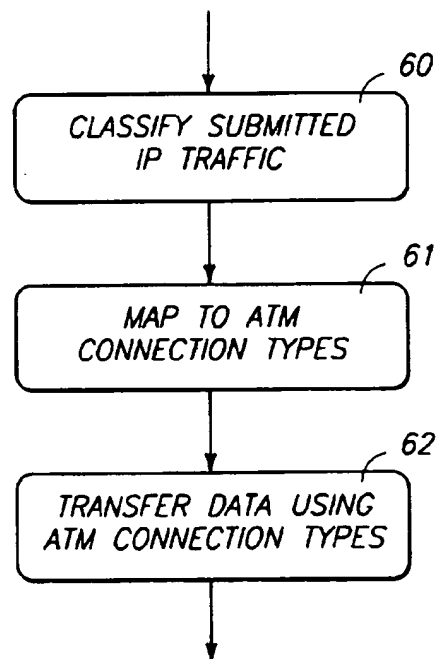 60
CLASSIFY SUBMITTED
IP TRAFFIC
61
MAP TO ATM
CONNECTION TYPES
62
TRANSFER DATA USING
ATM CONNECTION TYPES